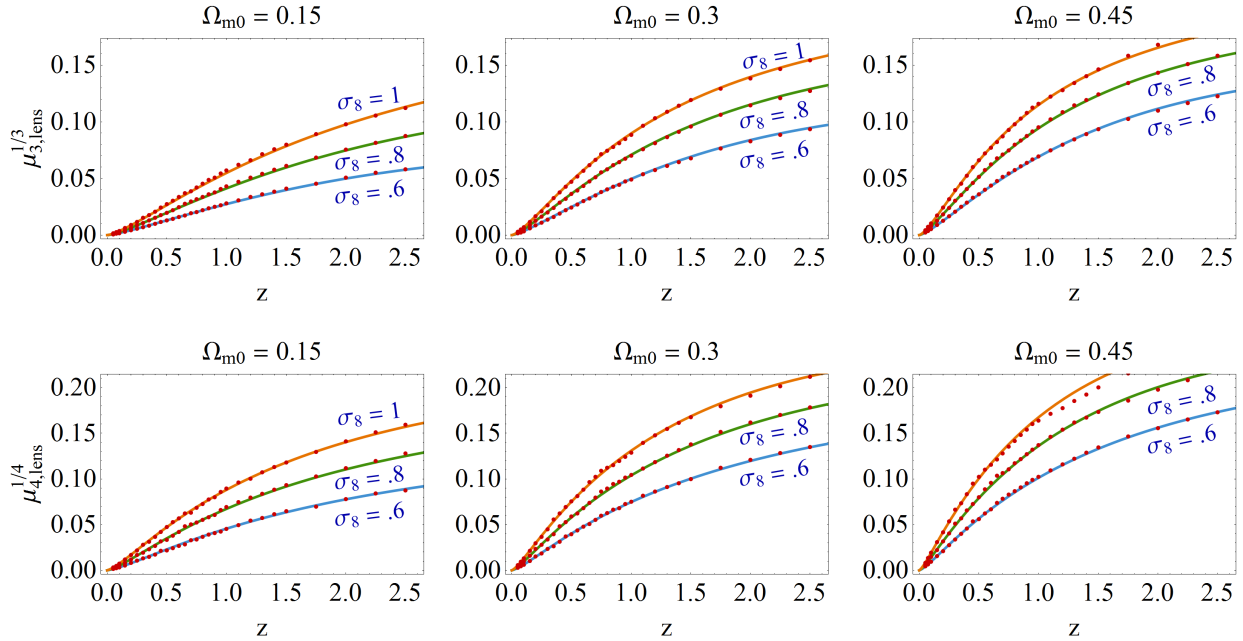 Ωm0 = 0.15
Ωm0 = 0.3
Ωm0 = 0.45
μ3,lens^1/3
0.15
0.10
0.05
0.00
σ8 = 1
σ8 = .8
σ8 = .6
0.0 0.5 1.0 1.5 2.0 2.5
z
σ8 = 1
σ8 = .8
σ8 = .6
0.0 0.5 1.0 1.5 2.0 2.5
z
σ8 = .8
σ8 = .6
0.0 0.5 1.0 1.5 2.0 2.5
z
Ωm0 = 0.15
Ωm0 = 0.3
Ωm0 = 0.45
μ4,lens^1/4
0.20
0.15
0.10
0.05
0.00
σ8 = 1
σ8 = .8
σ8 = .6
0.0 0.5 1.0 1.5 2.0 2.5
z
σ8 = 1
σ8 = .8
σ8 = .6
0.0 0.5 1.0 1.5 2.0 2.5
z
σ8 = .8
σ8 = .6
0.0 0.5 1.0 1.5 2.0 2.5
z